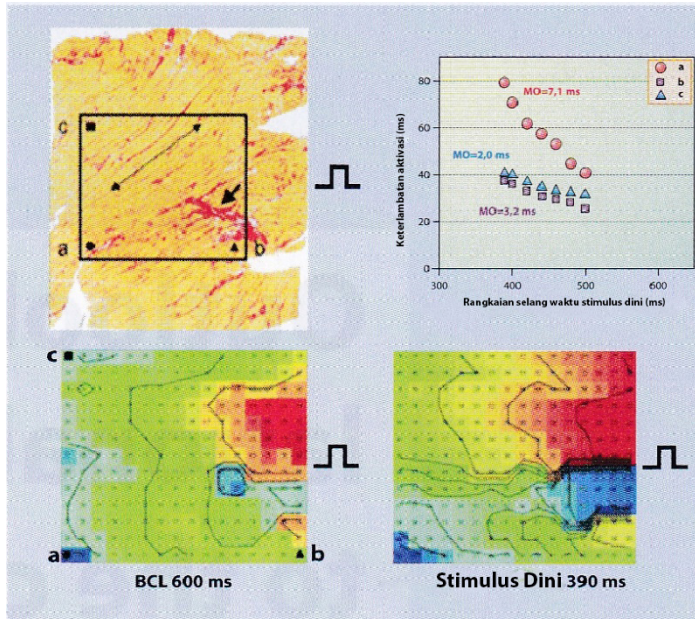 c
a
b
80
60
40
20
0
300
400
500
600
Keterlambatan aktivasi (ms)
Rangkaian selang waktu stimulus dini (ms)
MO=7,1 ms
MO=2,0 ms
MO=3,2 ms
a
b
c
c
a
b
BCL 600 ms
Stimulus Dini 390 ms